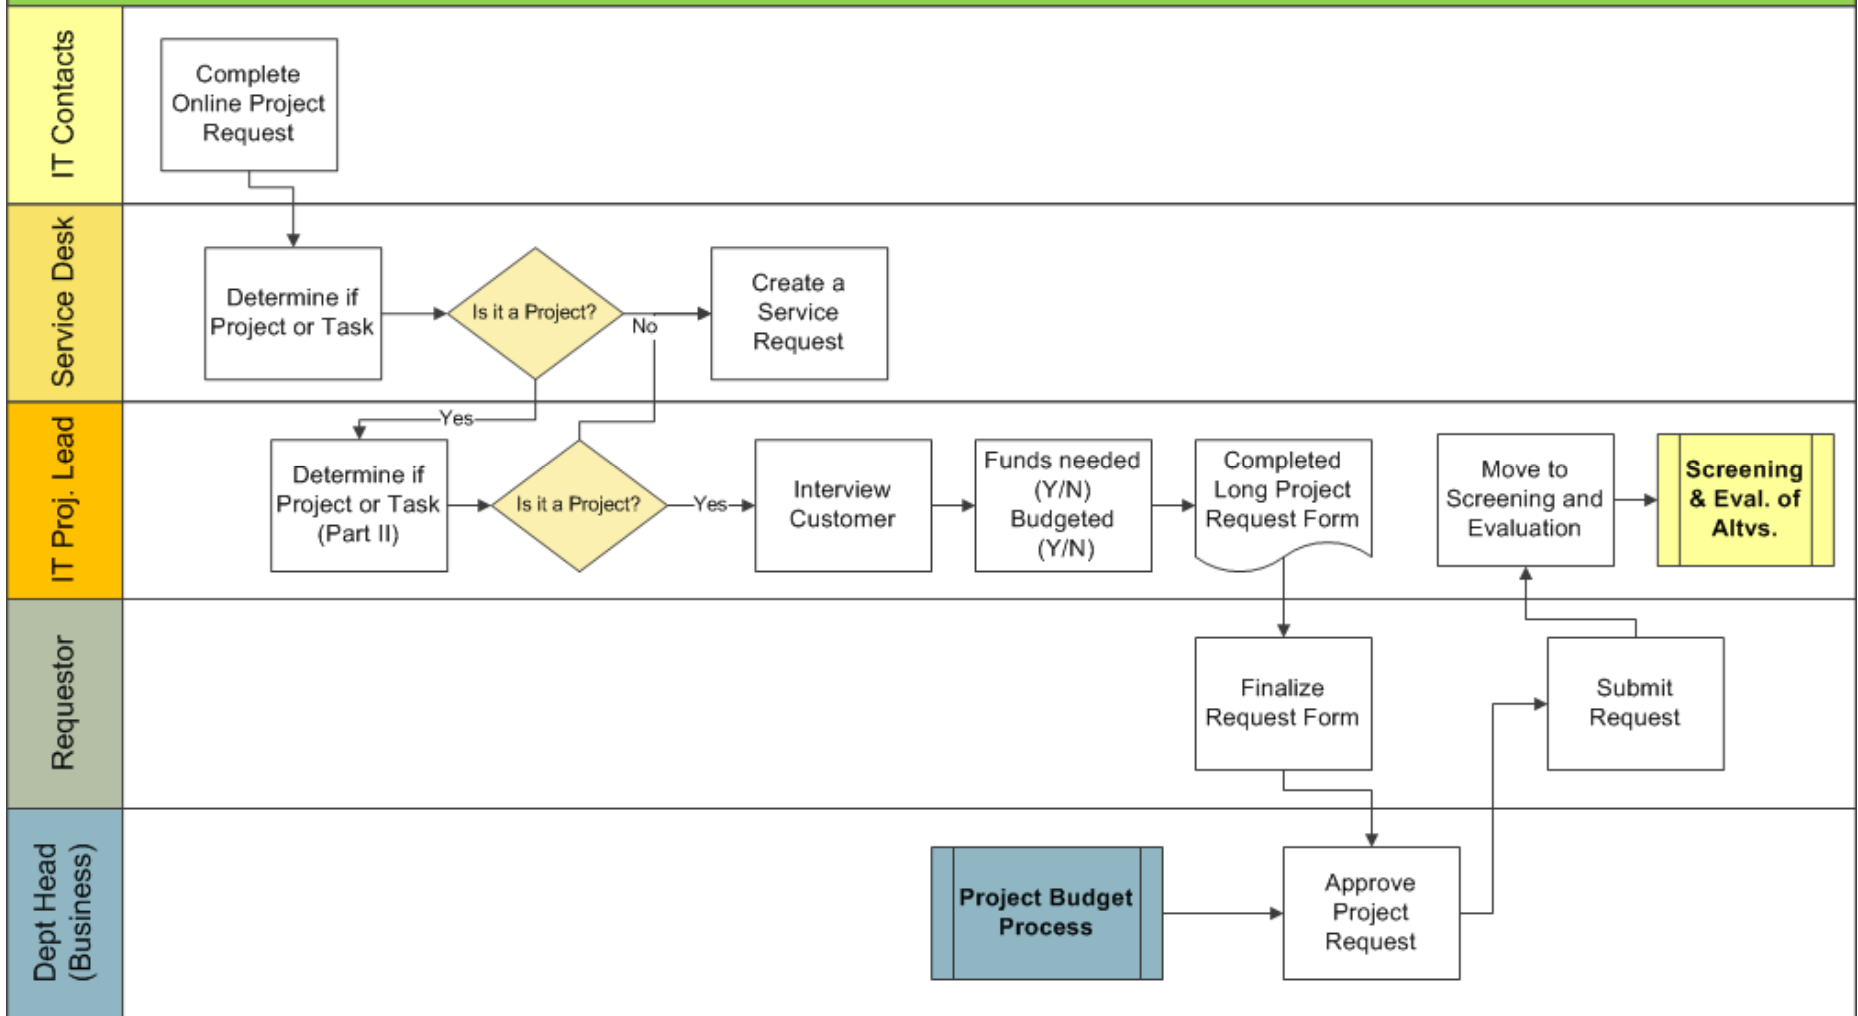 IT Contacts
Complete
Online Project
Request
Service Desk
Determine if
Project or Task
Is it a Project?
No
Create a
Service
Request
IT Proj. Lead
Yes
Determine if
Project or Task
(Part II)
Is it a Project?
Yes
Interview
Customer
Funds needed
(Y/N)
Budgeted
(Y/N)
Completed
Long Project
Request Form
Move to
Screening and
Evaluation
Screening
& Eval. of
Altvs.
Requestor
Finalize
Request Form
Submit
Request
Dept Head
(Business)
Project Budget
Process
Approve
Project
Request